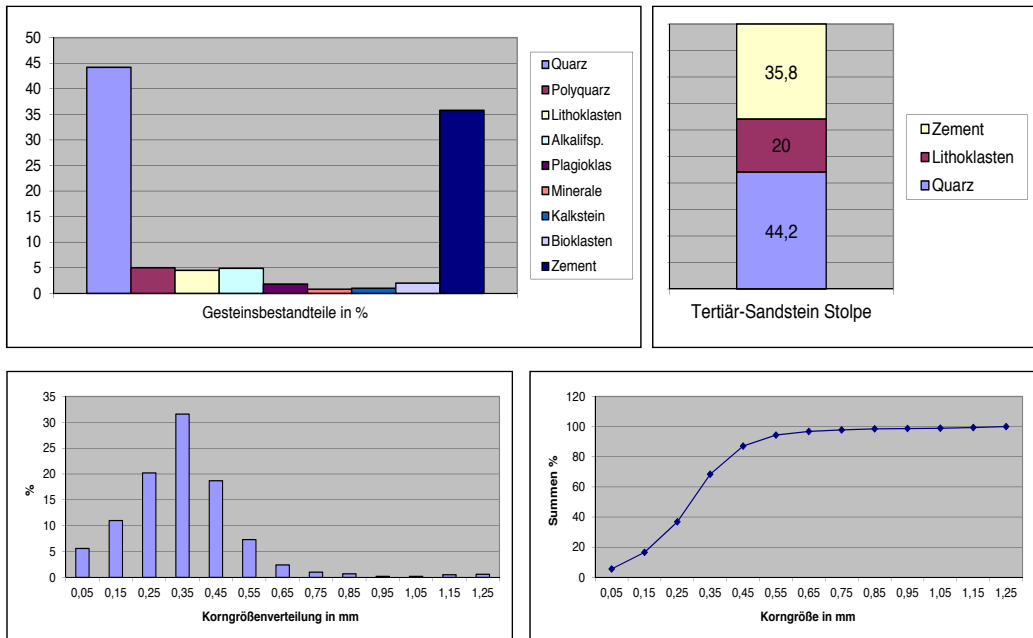 50
45
40
35
30
25
20
15
10
5
0
Gesteinsbestandteile in %
Quarz
Polyquarz
Lithoklasten
Alkalifsp.
Plagioklas
Minerale
Kalkstein
Bioklasten
Zement
35,8
20
44,2
Tertiär-Sandstein Stolpe
Zement
Lithoklasten
Quarz
35
30
25
20
15
10
5
0
%
0,05 0,15 0,25 0,35 0,45 0,55 0,65 0,75 0,85 0,95 1,05 1,15 1,25
Korngrößenverteilung in mm
120
100
80
60
40
20
0
Summen %
0,05 0,15 0,25 0,35 0,45 0,55 0,65 0,75 0,85 0,95 1,05 1,15 1,25
Korngröße in mm